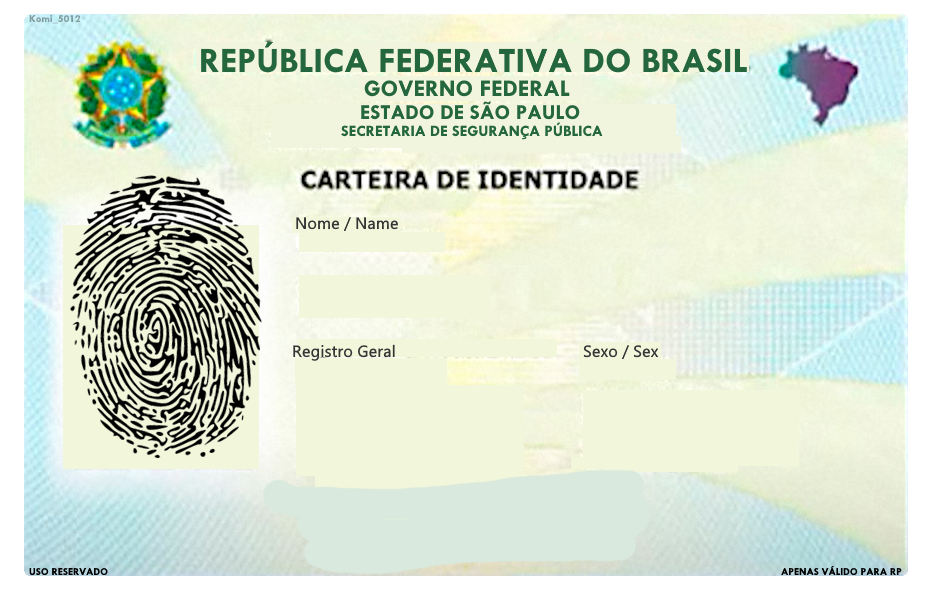 Komi_5012
REPÚBLICA FEDERATIVA DO BRASIL
GOVERNO FEDERAL
ESTADO DE SÃO PAULO
SECRETARIA DE SEGURANÇA PÚBLICA
CARTEIRA DE IDENTIDADE
Nome / Name
Registro Geral
Sexo / Sex
USO RESERVADO
APENAS VÁLIDO PARA RP